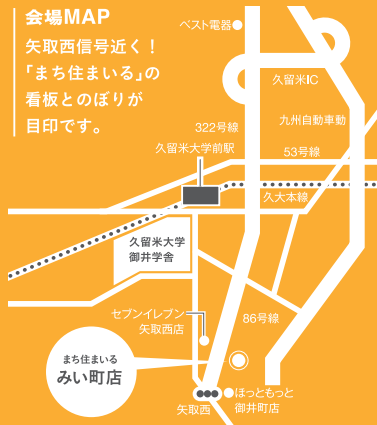 会場MAP
矢取西信号近く！
「まち住まいる」の
看板とのぼりが
目印です。
ベスト電器
久留米IC
九州自動車動
322号線
久留米大学前駅
53号線
久大本線
久留米大学
御井学舎
セブンイレブン
矢取西店
86号線
まち住まいる
みい町店
ほっともっと
御井町店
矢取西